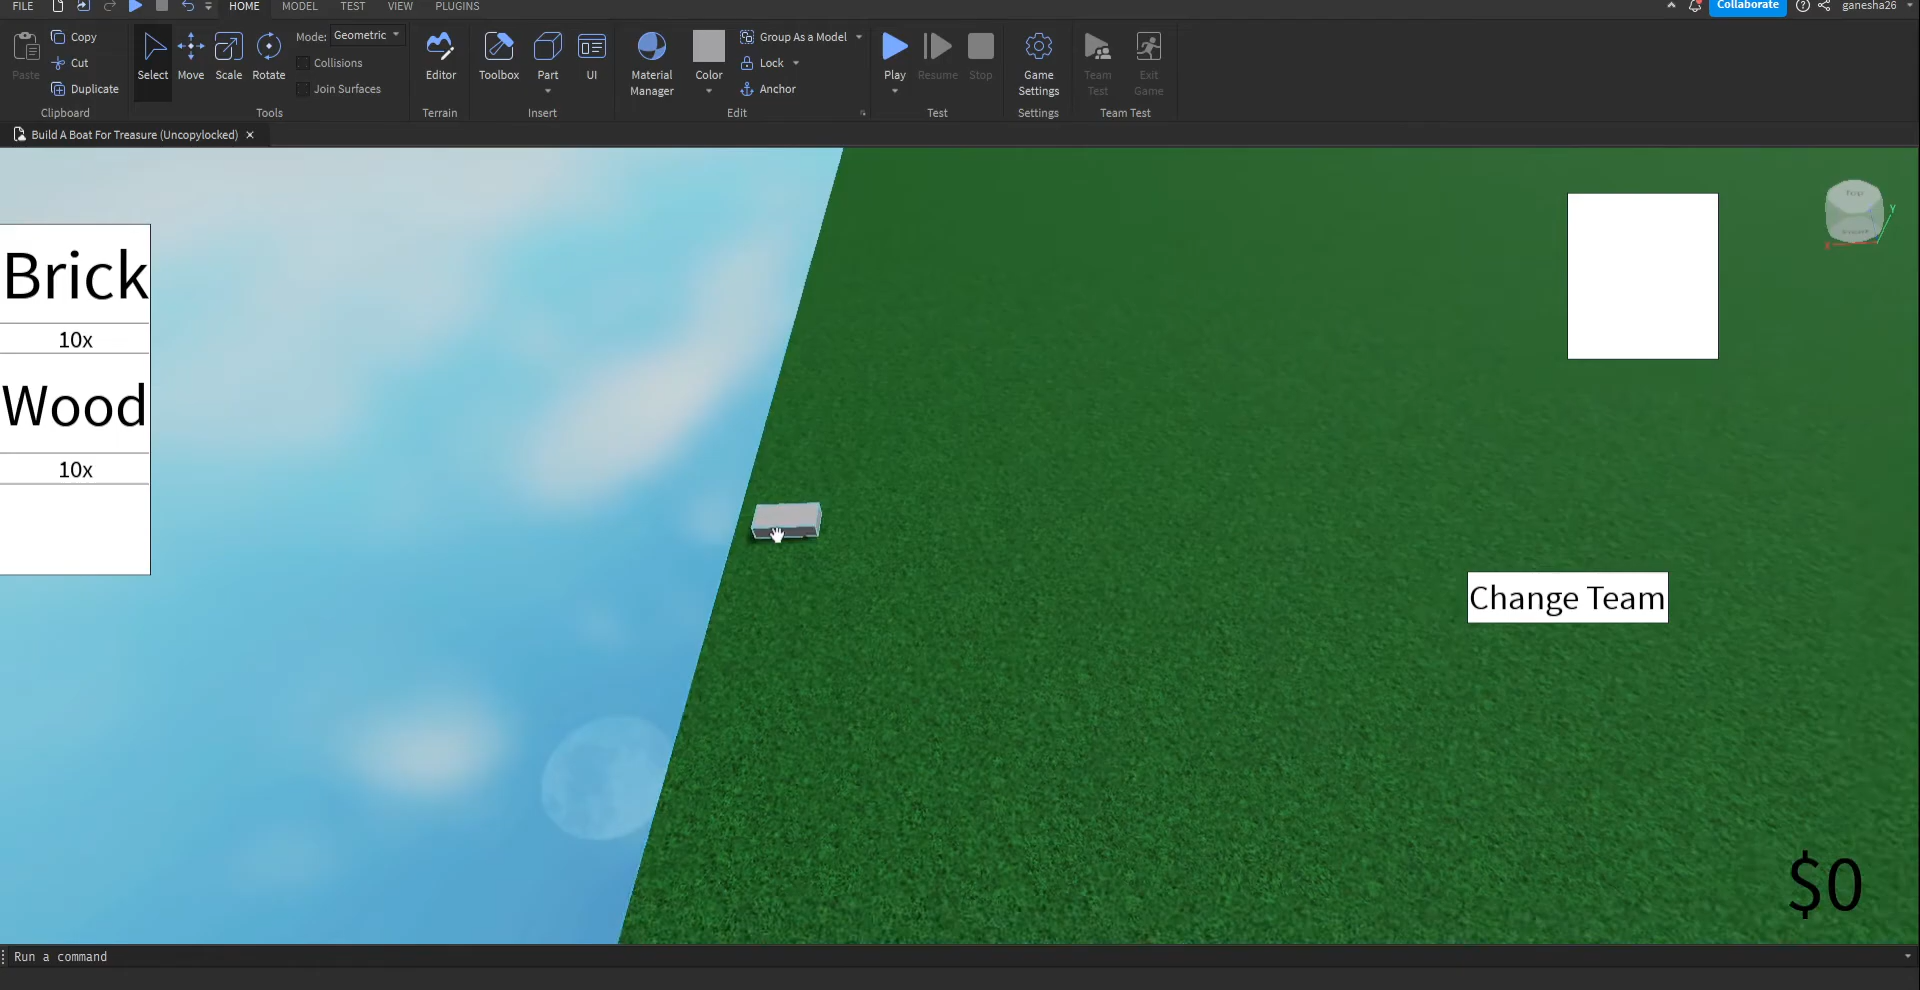 FILE HOME MODEL TEST VIEW PLUGINS Collaborate ganesha26
Paste Copy Cut Duplicate
Clipboard
Select Move Scale Rotate
Mode: Geometric
Collisions
Join Surfaces
Tools
Editor
Terrain
Toolbox Part UI
Insert
Material Manager
Color
Group As a Model
Lock
Anchor
Edit
Play Resume Stop
Test
Game Settings
Settings
Team Test
Exit Game
Team Test
Build A Boat For Treasure (Uncopylocked)
Brick
10x
Wood
10x
Change Team
$0
Run a command